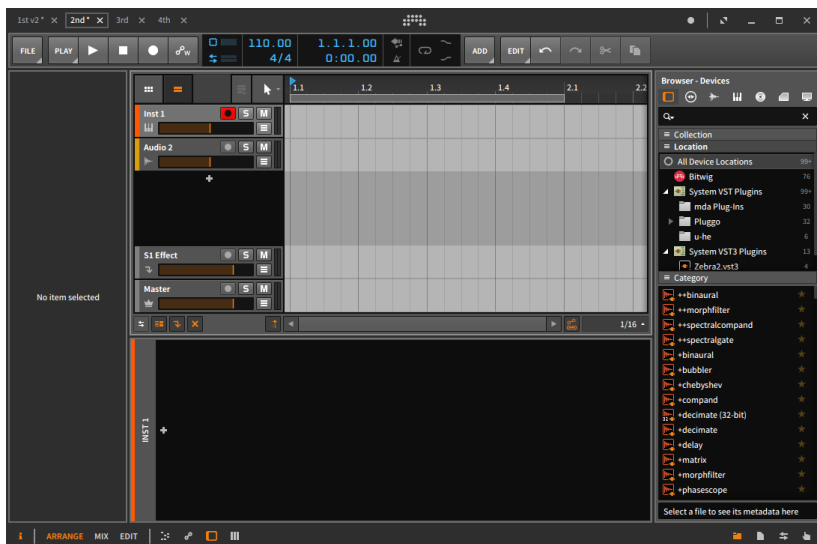 1st v2* × 2nd* × 3rd × 4th ×
FILE PLAY W 110.00 4/4 1.1.1.00 0:00.00 ADD EDIT
1.1 1.2 1.3 1.4 2.1 2.2
Inst 1 S M
Audio 2 S M
+
S1 Effect S M
Master S M
1/16
No item selected
INST 1 +
Browser - Devices
Collection
Location
All Device Locations 99+
Bitwig 76
System VST Plugins 99+
mda Plug-Ins 30
Pluggo 32
u-he 6
System VST3 Plugins 13
Zebra2.vst3 4
Category
++binaural
++morphfilter
++spectralcompand
++spectralgate
+binaural
+bubbler
+chebyshev
+compand
32 +decimate (32-bit)
+decimate
+delay
+matrix
+morphfilter
+phasescope
Select a file to see its metadata here
i ARRANGE MIX EDIT